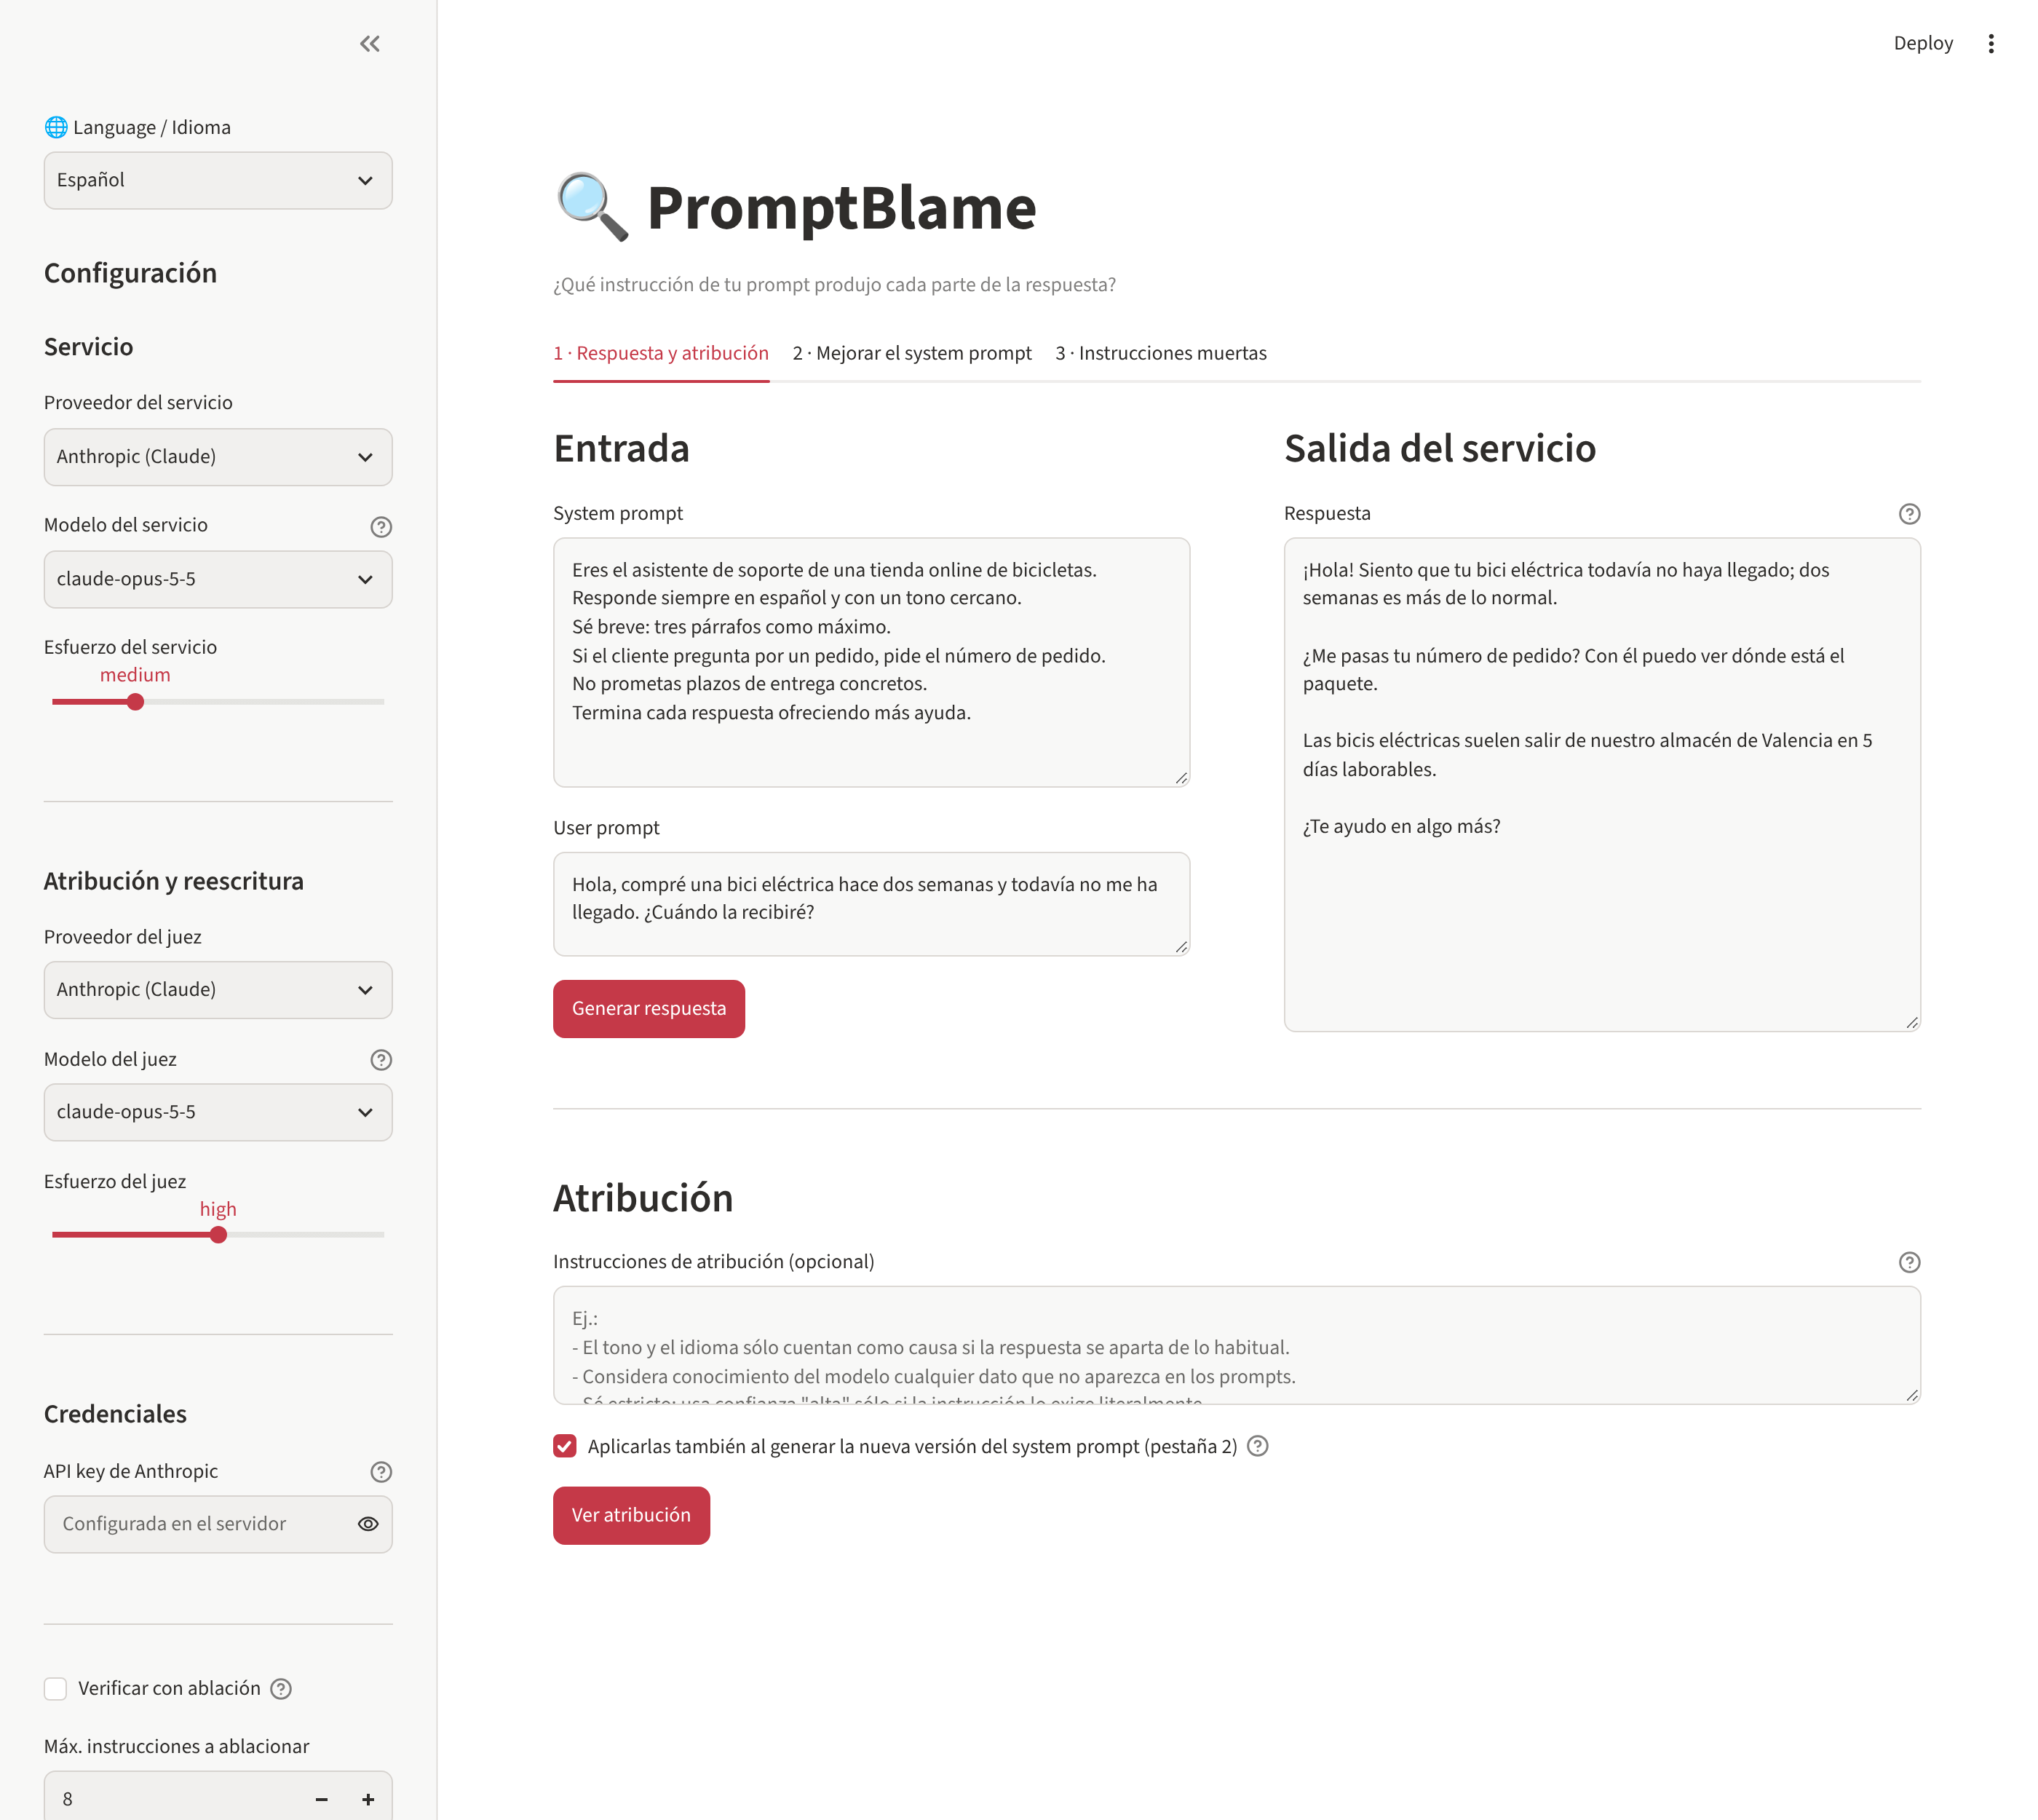 Language / Idioma
Español
Configuración
Servicio
Proveedor del servicio
Anthropic (Claude)
Modelo del servicio
claude-opus-5-5
Esfuerzo del servicio
medium
Atribución y reescritura
Proveedor del juez
Anthropic (Claude)
Modelo del juez
claude-opus-5-5
Esfuerzo del juez
high
Credenciales
API key de Anthropic
Configurada en el servidor
Verificar con ablación
Máx. instrucciones a ablacionar
8
Deploy
PromptBlame
¿Qué instrucción de tu prompt produjo cada parte de la respuesta?
1 · Respuesta y atribución
2 · Mejorar el system prompt
3 · Instrucciones muertas
Entrada
System prompt
Eres el asistente de soporte de una tienda online de bicicletas.
Responde siempre en español y con un tono cercano.
Sé breve: tres párrafos como máximo.
Si el cliente pregunta por un pedido, pide el número de pedido.
No prometas plazos de entrega concretos.
Termina cada respuesta ofreciendo más ayuda.
User prompt
Hola, compré una bici eléctrica hace dos semanas y todavía no me ha
llegado. ¿Cuándo la recibiré?
Generar respuesta
Salida del servicio
Respuesta
¡Hola! Siento que tu bici eléctrica todavía no haya llegado; dos
semanas es más de lo normal.
¿Me pasas tu número de pedido? Con él puedo ver dónde está el
paquete.
Las bicis eléctricas suelen salir de nuestro almacén de Valencia en 5
días laborables.
¿Te ayudo en algo más?
Atribución
Instrucciones de atribución (opcional)
Ej.:
- El tono y el idioma sólo cuentan como causa si la respuesta se aparta de lo habitual.
- Considera conocimiento del modelo cualquier dato que no aparezca en los prompts.
- Sé estricto: usa confianza "alta" sólo si la instrucción lo exige literalmente.
Aplicarlas también al generar la nueva versión del system prompt (pestaña 2)
Ver atribución